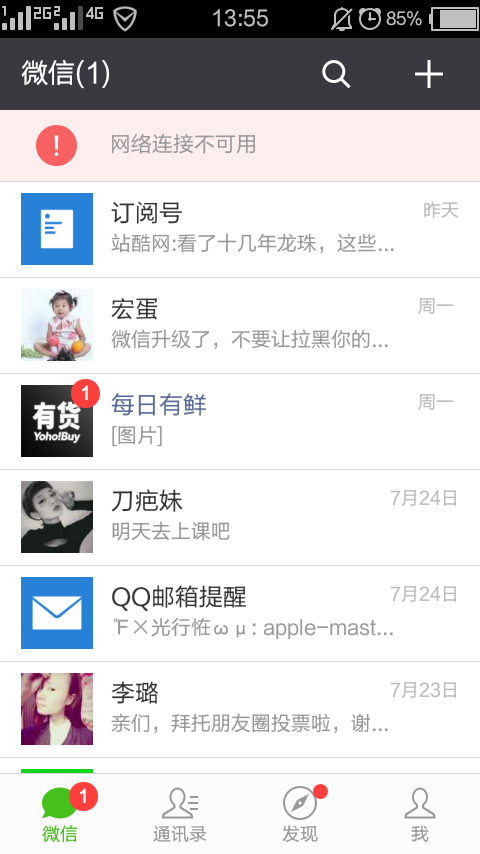 1 2G 2 4G 13:55 85%
微信(1)
网络连接不可用
订阅号 昨天
站酷网:看了十几年龙珠，这些...
宏蛋 周一
微信升级了，不要让拉黑你的...
有货
Yoho!Buy
1
每日有鲜 周一
[图片]
刀疤妹 7月24日
明天去上课吧
QQ邮箱提醒 7月24日
℉×光行恠ωμ: apple-mast...
李璐 7月23日
亲们，拜托朋友圈投票啦，谢...
1
微信 通讯录 发现 我